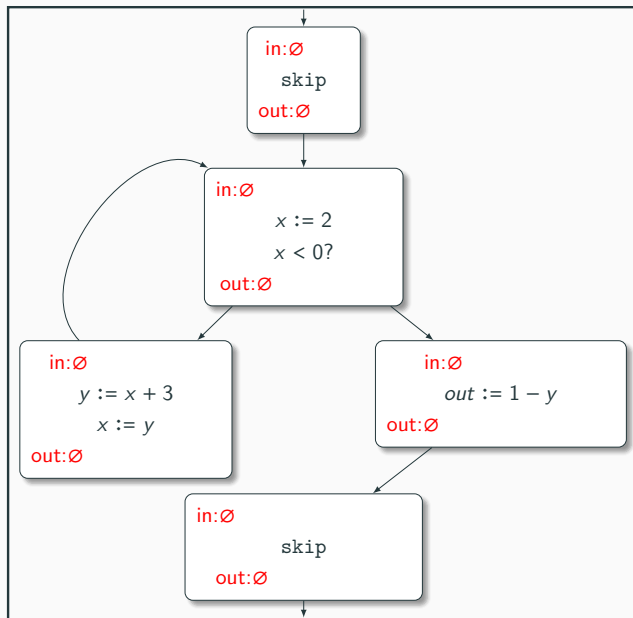 in:∅
skip
out:∅
in:∅
x := 2
x < 0?
out:∅
in:∅
y := x + 3
x := y
out:∅
in:∅
out := 1 − y
out:∅
in:∅
skip
out:∅